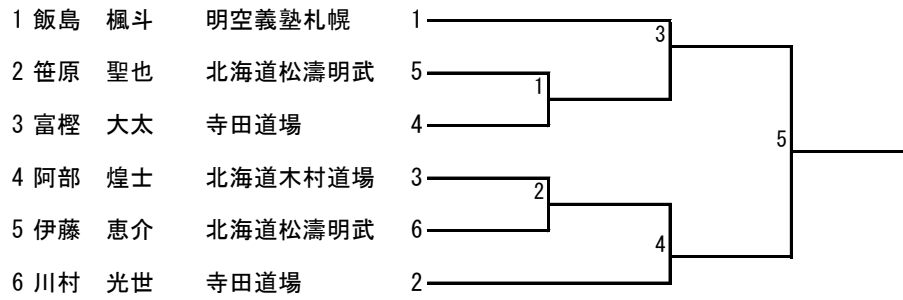 1 飯島 楓斗 明空義塾札幌 1
3
2 笹原 聖也 北海道松濤明武 5
1
3 富樫 大太 寺田道場 4
5
4 阿部 煌士 北海道木村道場 3
2
5 伊藤 恵介 北海道松濤明武 6
4
6 川村 光世 寺田道場 2